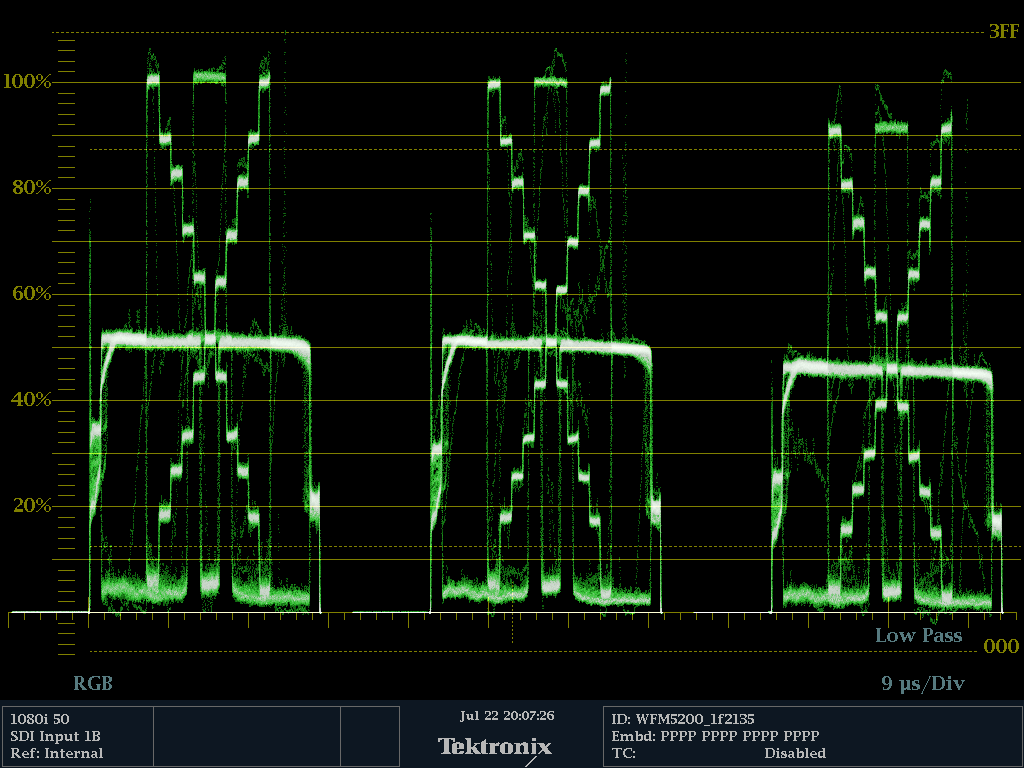 3FF
100%
80%
60%
40%
20%
Low Pass
000
RGB
9 µs/Div
1080i 50
SDI Input 1B
Ref: Internal
Jul 22 20:07:26
Tektronix
ID: WFM5200_1f2135
Embd: PPPP PPPP PPPP PPPP
TC: Disabled